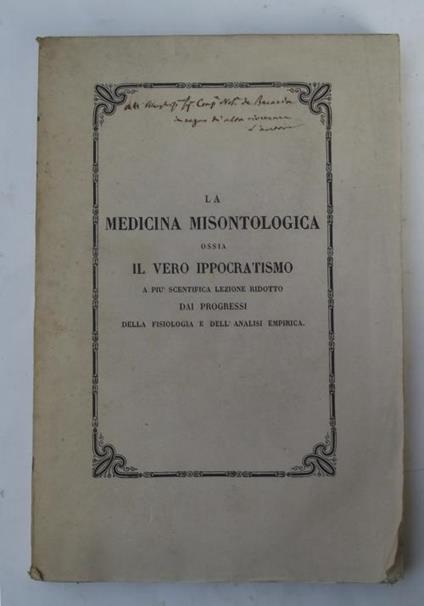 in segno di alta riverenza
L'autore
LA
MEDICINA MISONTOLOGICA
OSSIA
IL VERO IPPOCRATISMO
A PIU' SCENTIFICA LEZIONE RIDOTTO
DAI PROGRESSI
DELLA FISIOLOGIA E DELL'ANALISI EMPIRICA.